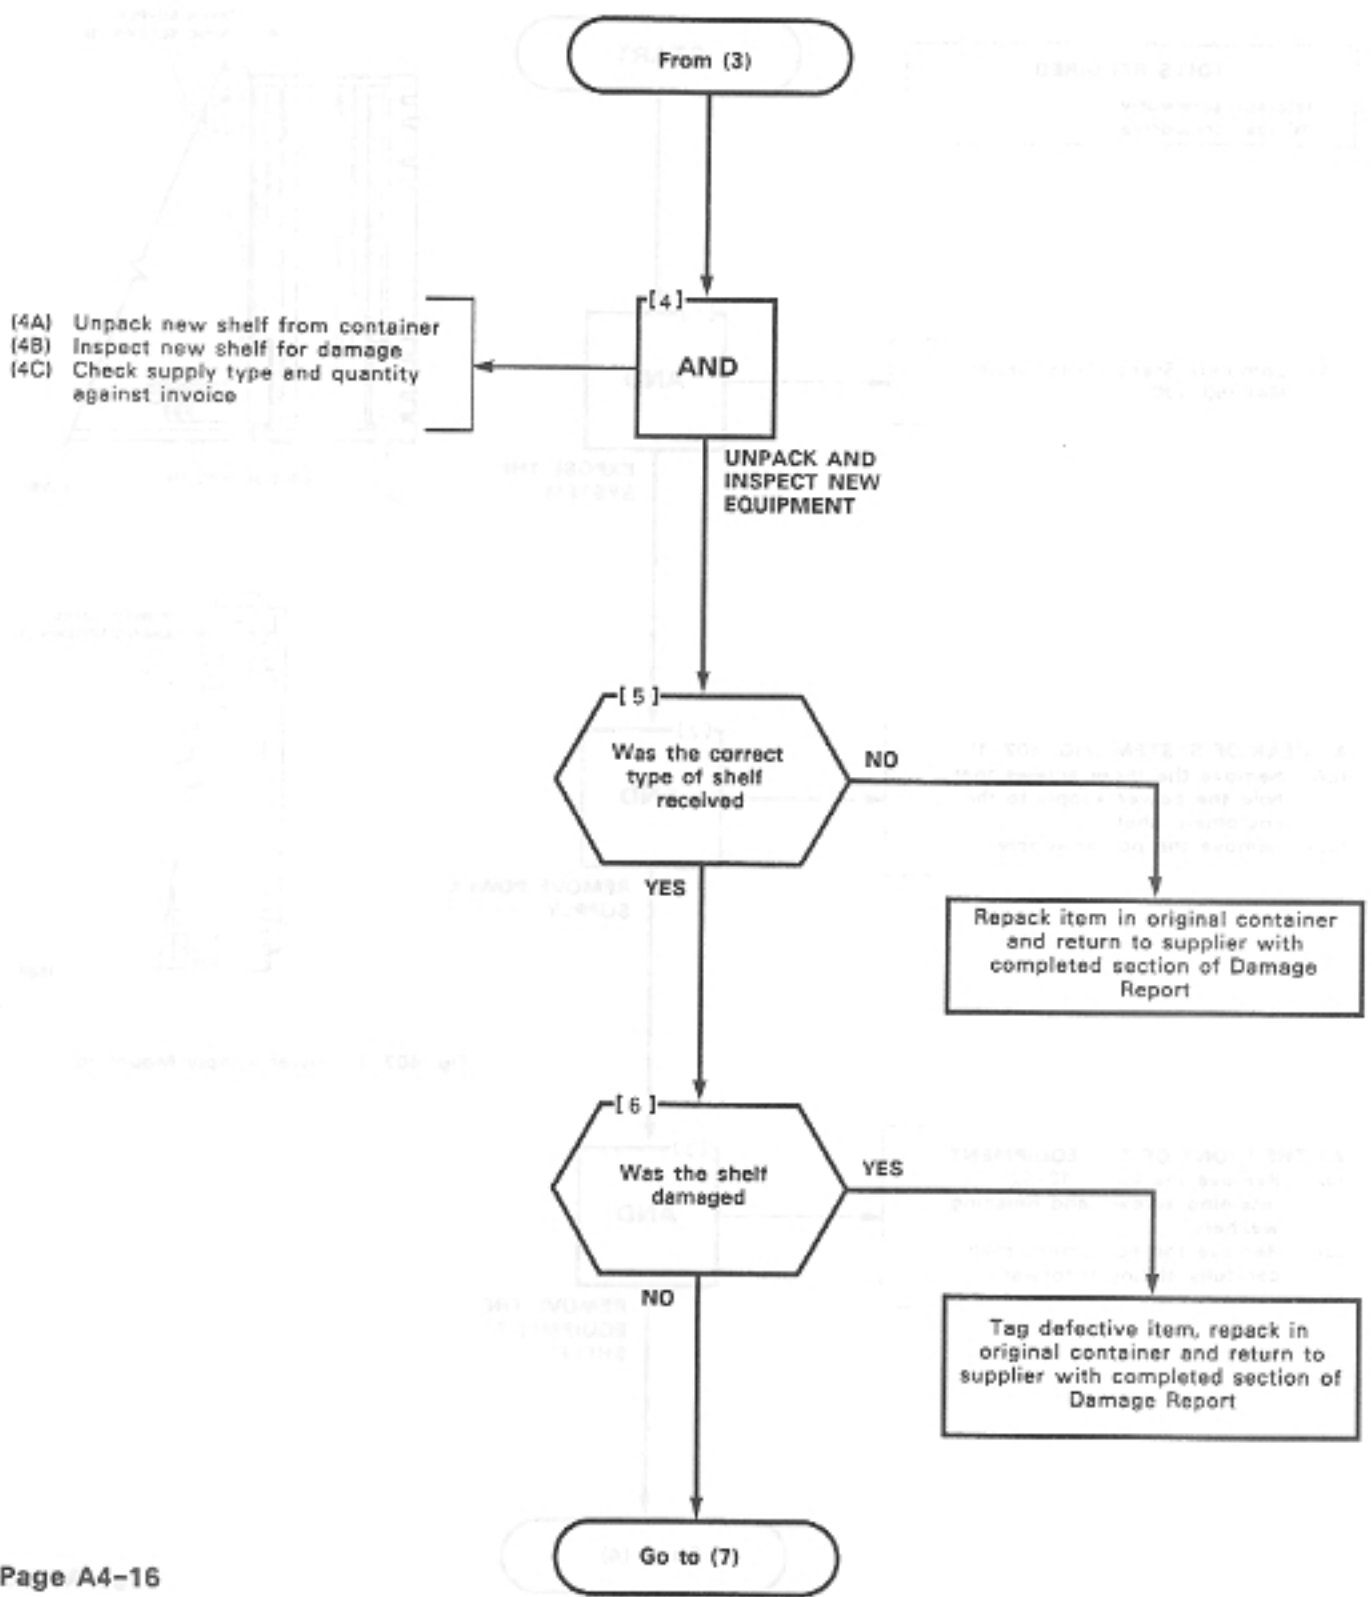 From (3)
[4]
(4A) Unpack new shelf from container
(4B) Inspect new shelf for damage
(4C) Check supply type and quantity
against invoice
AND
UNPACK AND
INSPECT NEW
EQUIPMENT
[5]
Was the correct
type of shelf
received
NO
YES
Repack item in original container
and return to supplier with
completed section of Damage
Report
[6]
Was the shelf
damaged
YES
NO
Tag defective item, repack in
original container and return to
supplier with completed section of
Damage Report
Go to (7)
Page A4-16